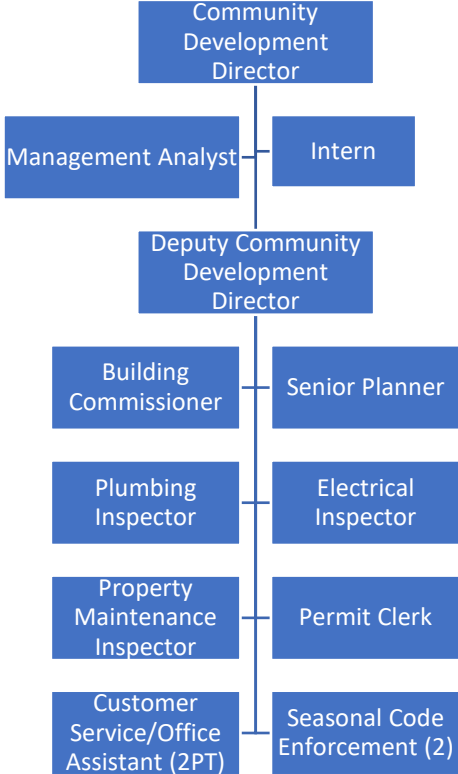 Community
Development
Director
Management Analyst
Intern
Deputy Community
Development
Director
Building
Commissioner
Senior Planner
Plumbing
Inspector
Electrical
Inspector
Property
Maintenance
Inspector
Permit Clerk
Customer
Service/Office
Assistant (2PT)
Seasonal Code
Enforcement (2)